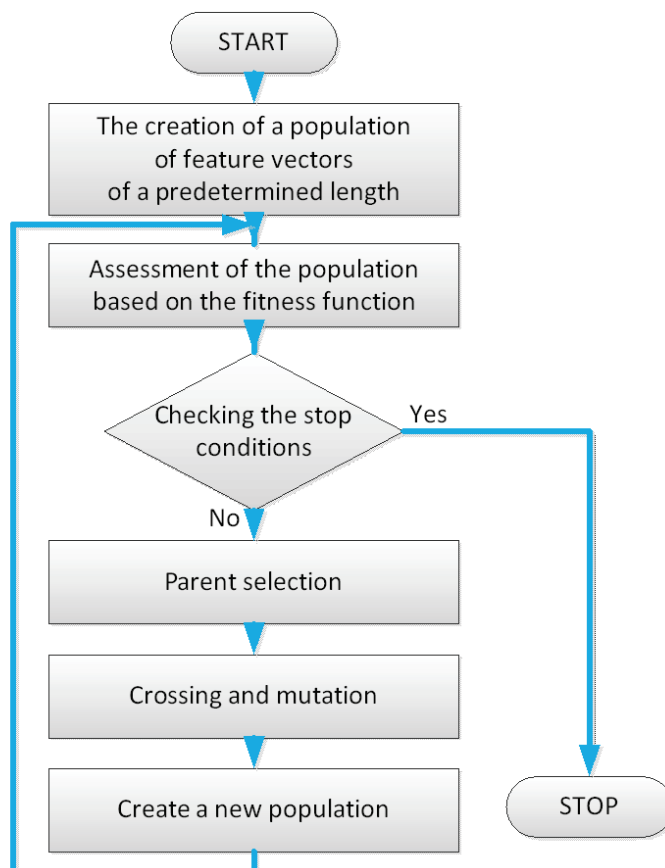 START
The creation of a population
of feature vectors
of a predetermined length
Assessment of the population
based on the fitness function
Checking the stop
conditions
Yes
No
Parent selection
Crossing and mutation
Create a new population
STOP